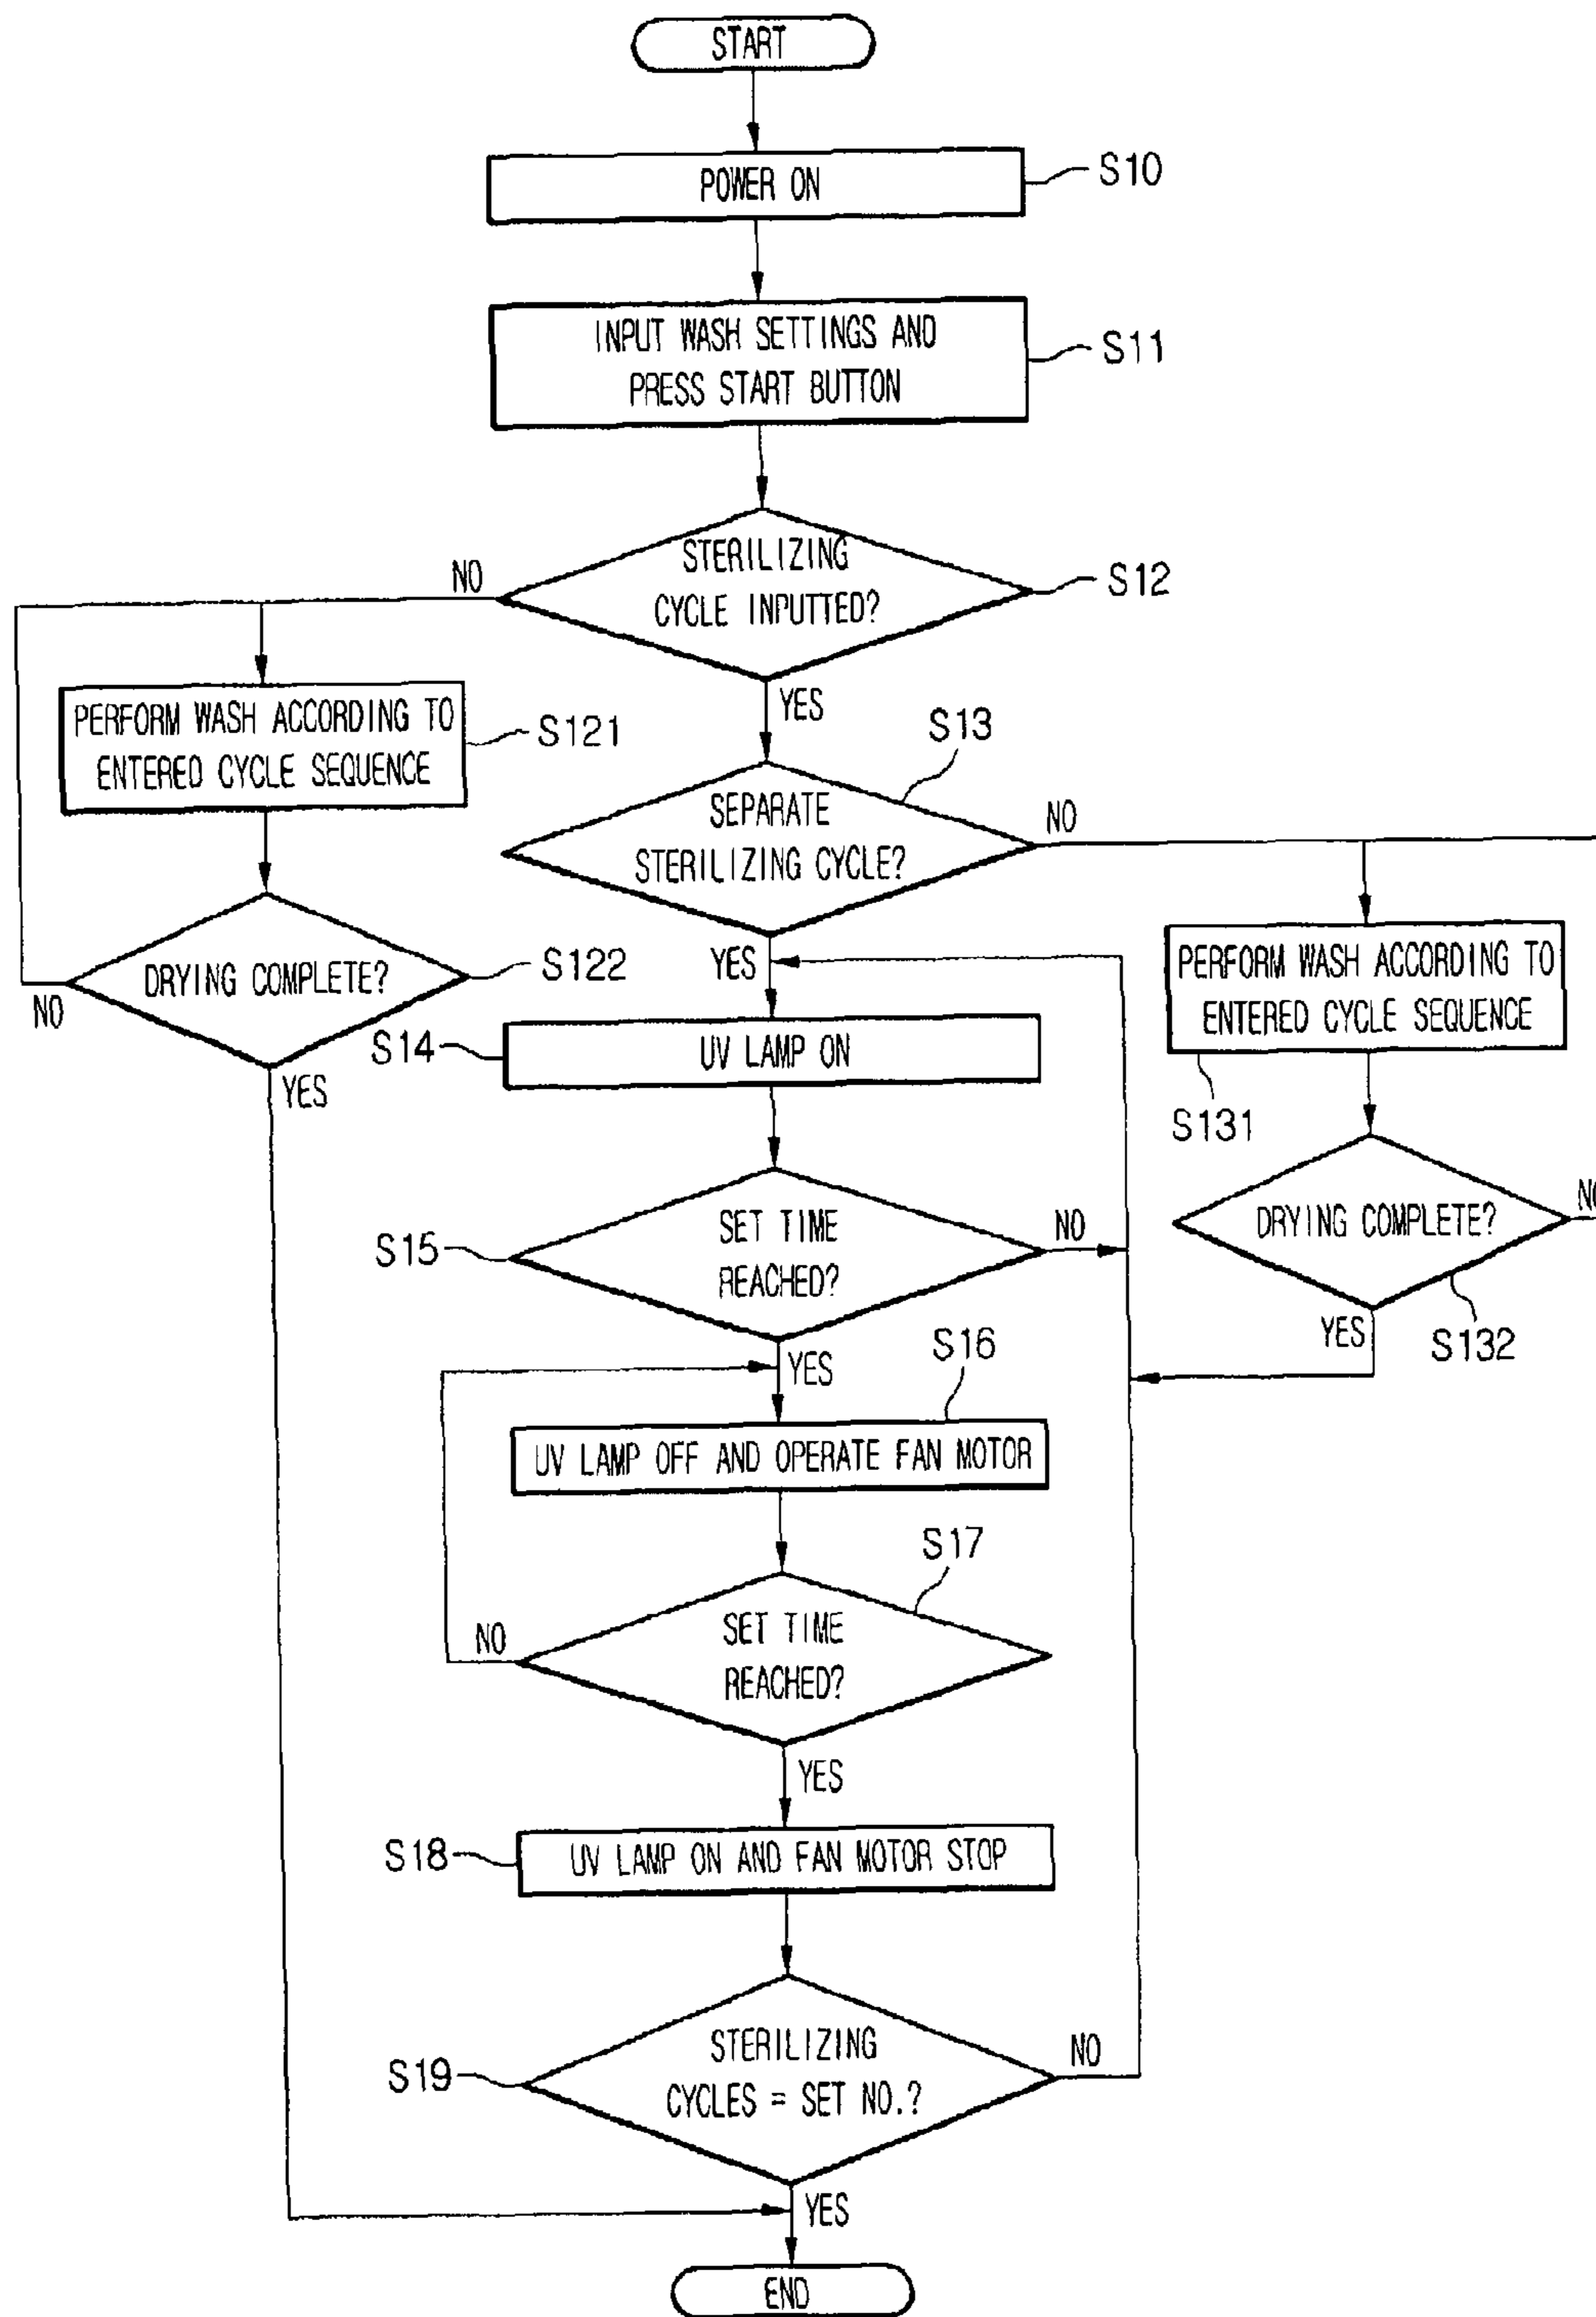 START
POWER ON
S10
INPUT WASH SETTINGS AND
PRESS START BUTTON
S11
STERILIZING
CYCLE INPUTTED?
S12
NO
YES
PERFORM WASH ACCORDING TO
ENTERED CYCLE SEQUENCE
S121
S13
SEPARATE
STERILIZING CYCLE?
NO
YES
DRYING COMPLETE?
S122
NO
YES
PERFORM WASH ACCORDING TO
ENTERED CYCLE SEQUENCE
S131
S14
UV LAMP ON
DRYING COMPLETE?
NO
YES
S132
S15
SET TIME
REACHED?
NO
YES
S16
UV LAMP OFF AND OPERATE FAN MOTOR
S17
SET TIME
REACHED?
NO
YES
S18
UV LAMP ON AND FAN MOTOR STOP
S19
STERILIZING
CYCLES = SET NO.?
NO
YES
END